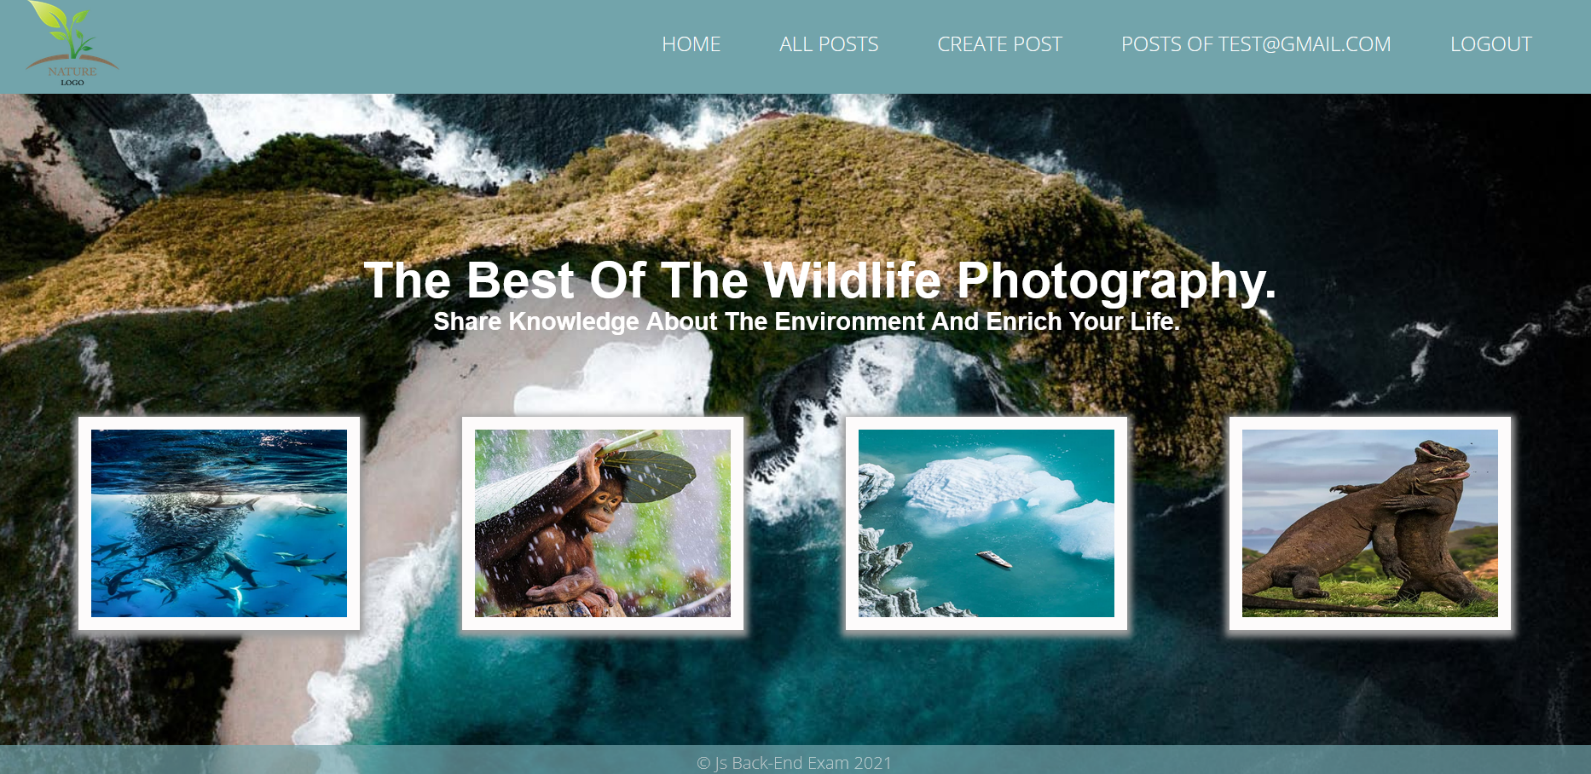 NATURE
LOGO
HOME
ALL POSTS
CREATE POST
POSTS OF TEST@GMAIL.COM
LOGOUT
The Best Of The Wildlife Photography.
Share Knowledge About The Environment And Enrich Your Life.
© Js Back-End Exam 2021